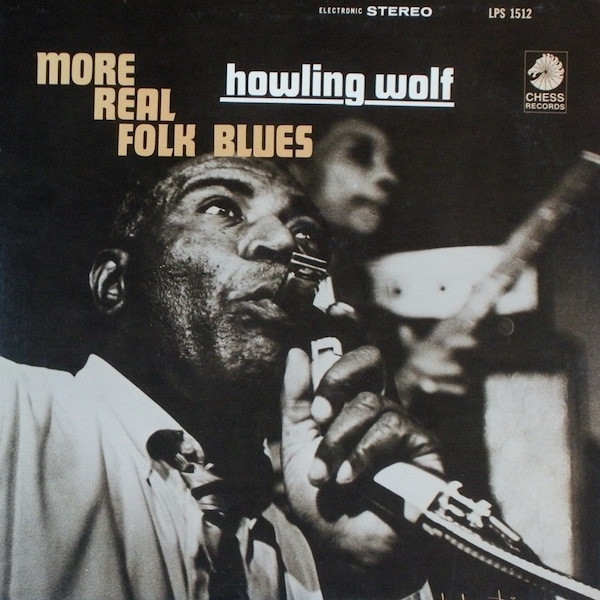 ELECTRONIC STEREO
LPS 1512
MORE
REAL
FOLK BLUES
howling wolf
CHESS
RECORDS